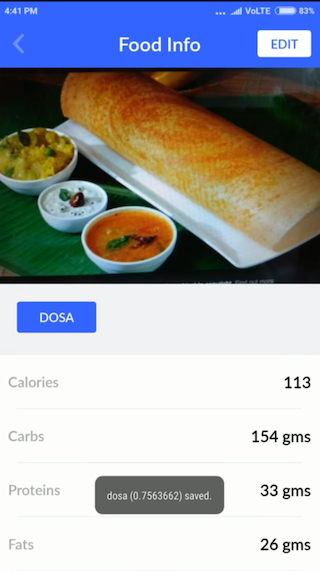 4:41 PM ... VoLTE 83%
Food Info
EDIT
DOSA
Calories 113
Carbs 154 gms
Proteins 33 gms
dosa (0.7563662) saved.
Fats 26 gms